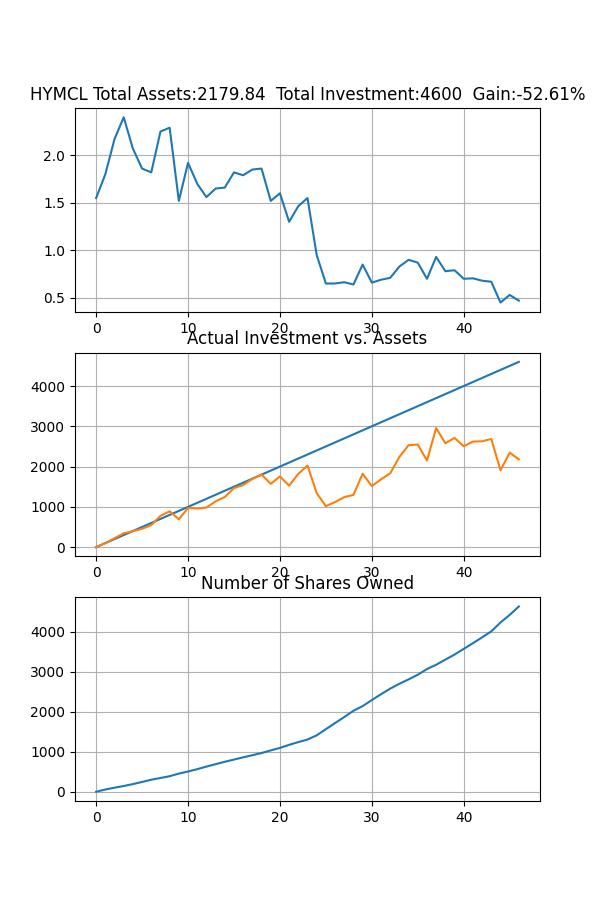 HYMCL Total Assets:2179.84  Total Investment:4600  Gain:-52.61%
2.0
1.5
1.0
0.5
0 10 20 30 40
Actual Investment vs. Assets
4000
3000
2000
1000
0
0 10 20 30 40
Number of Shares Owned
4000
3000
2000
1000
0
0 10 20 30 40